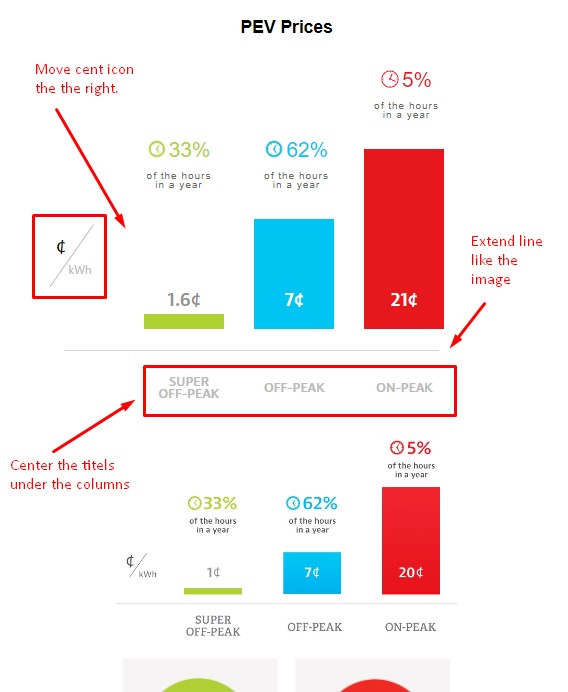 PEV Prices
Move cent icon
the the right.
5%
of the hours
in a year
33%
of the hours
in a year
62%
of the hours
in a year
¢
kWh
Extend line
like the
image
1.6¢
7¢
21¢
SUPER
OFF-PEAK
OFF-PEAK
ON-PEAK
Center the titels
under the columns
5%
of the hours
in a year
33%
of the hours
in a year
62%
of the hours
in a year
¢
kWh
1¢
7¢
20¢
SUPER
OFF-PEAK
OFF-PEAK
ON-PEAK